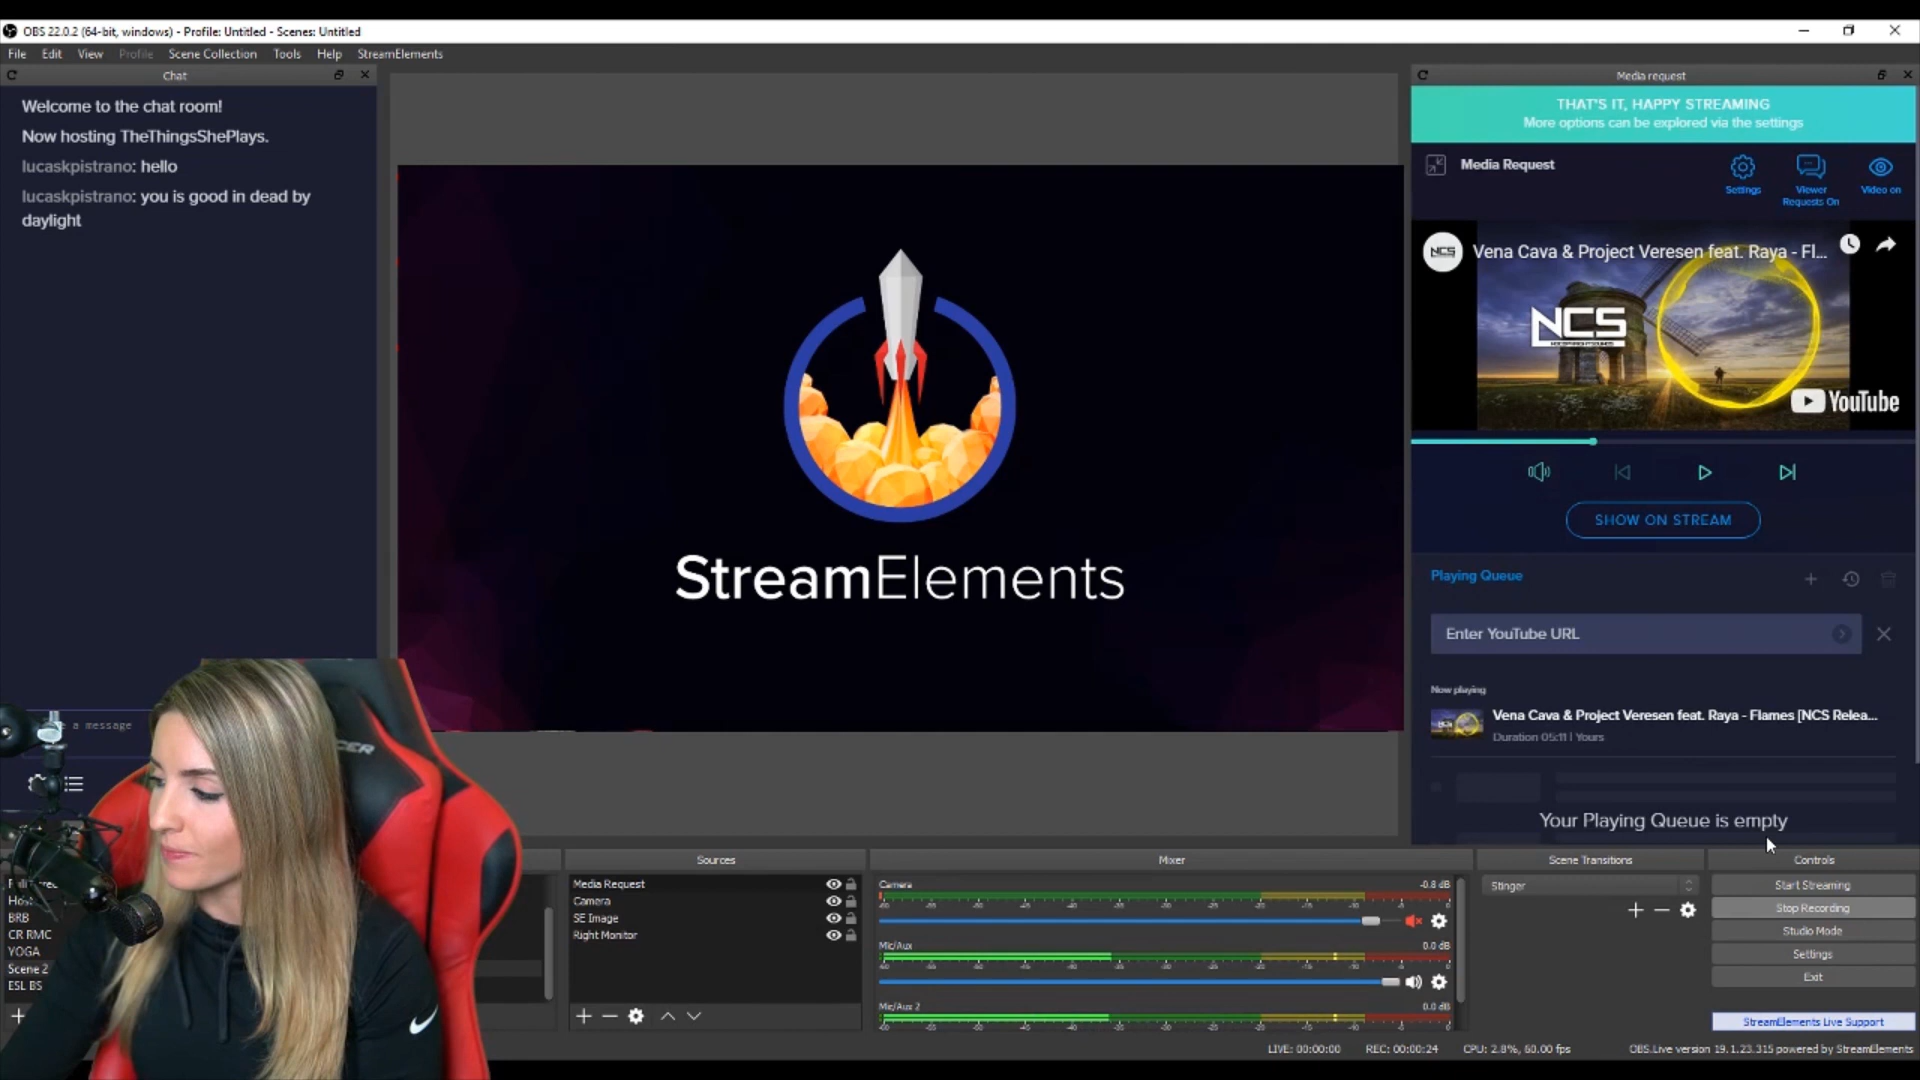 OBS 22.0.2 (64-bit, windows) - Profile: Untitled - Scenes: Untitled
File Edit View Profile Scene Collection Tools Help StreamElements
Chat
Welcome to the chat room!
Now hosting TheThingsShePlays.
lucaskpistrano: hello
lucaskpistrano: you is good in dead by
daylight
a message
StreamElements
Media request
THAT'S IT, HAPPY STREAMING
More options can be explored via the settings
Media Request
Settings
Viewer
Requests On
Video on
NCS
Vena Cava & Project Veresen feat. Raya - Fl...
NCS
YouTube
SHOW ON STREAM
Playing Queue
Enter YouTube URL
Now playing
Vena Cava & Project Veresen feat. Raya - Flames [NCS Relea...
Duration 05:11 | Yours
Your Playing Queue is empty
BRB
CR RMC
YOGA
Scene 2
ESL BS
Sources
Media Request
Camera
SE Image
Right Monitor
Mixer
Camera -0.8 dB
Mic/Aux 0.0 dB
Mic/Aux 2 0.0 dB
Scene Transitions
Stinger
Controls
Start Streaming
Stop Recording
Studio Mode
Settings
Exit
StreamElements Live Support
LIVE: 00:00:00 REC: 00:00:24 CPU: 2.8%, 60.00 fps OBS.Live version 19.1.23.315 powered by StreamElements